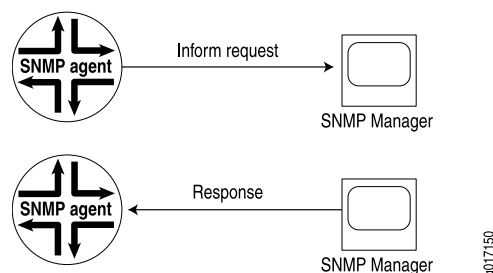 Inform request
SNMP agent
SNMP Manager
Response
SNMP agent
SNMP Manager
g017150